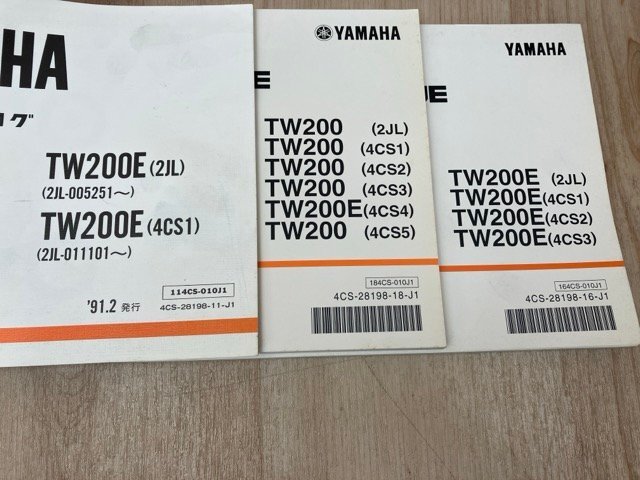 HA
ログ
TW200E(2JL)
(2JL-005251～)
TW200E(4CS1)
(2JL-011101～)
114CS-010J1
'91.2 発行
4CS-28198-11-J1
YAMAHA
E
TW200 (2JL)
TW200 (4CS1)
TW200 (4CS2)
TW200 (4CS3)
TW200E(4CS4)
TW200 (4CS5)
184CS-010J1
4CS-28198-18-J1
YAMAHA
UE
TW200E (2JL)
TW200E(4CS1)
TW200E(4CS2)
TW200E(4CS3)
164CS-010J1
4CS-28198-16-J1